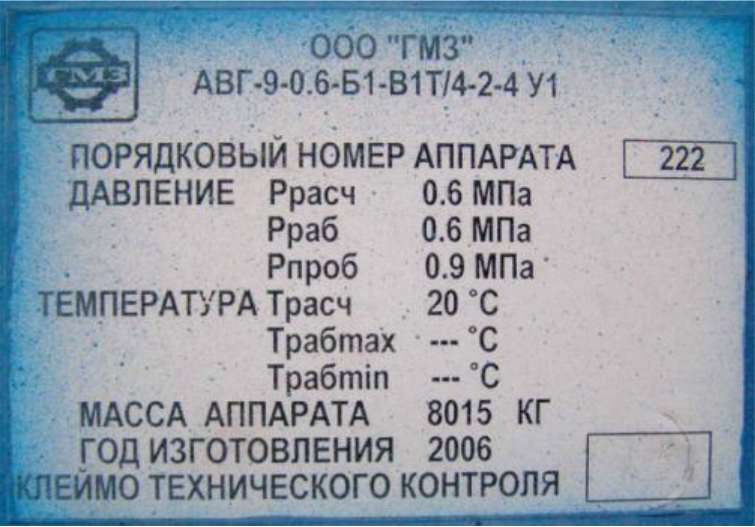 ГМЗ
ООО "ГМЗ"
АВГ-9-0.6-Б1-В1Т/4-2-4 У1
ПОРЯДКОВЫЙ НОМЕР АППАРАТА 222
ДАВЛЕНИЕ Ррасч 0.6 МПа
Рраб 0.6 МПа
Рпроб 0.9 МПа
ТЕМПЕРАТУРА Трасч 20 °С
Трабmax --- °С
Трабmin --- °С
МАССА АППАРАТА 8015 КГ
ГОД ИЗГОТОВЛЕНИЯ 2006
КЛЕЙМО ТЕХНИЧЕСКОГО КОНТРОЛЯ